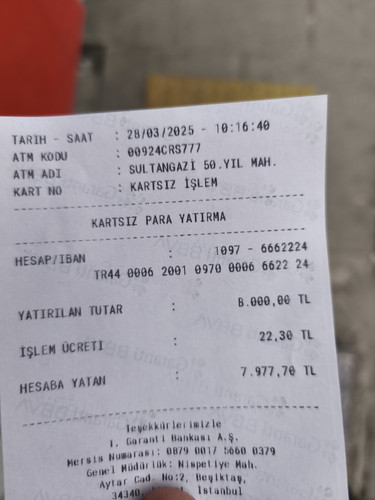 TARİH - SAAT : 28/03/2025 - 10:16:40
ATM KODU : 00924CRS777
ATM ADI : SULTANGAZİ 50.YIL MAH.
KART NO : KARTSIZ İŞLEM
KARTSIZ PARA YATIRMA
HESAP/IBAN : 1097 - 6662224
TR44 0006 2001 0970 0006 6622 24
YATIRILAN TUTAR : 8.000,00 TL
İŞLEM ÜCRETİ : 22,30 TL
HESABA YATAN : 7.977,70 TL
Teşekkürlerimizle
T. Garanti Bankası A.Ş.
Mersis Numarası: 0879 0017 5660 0379
Genel Müdürlük: Nispetiye Mah.
Aytar Cad. No:2, Beşiktaş,
34340, İstanbul